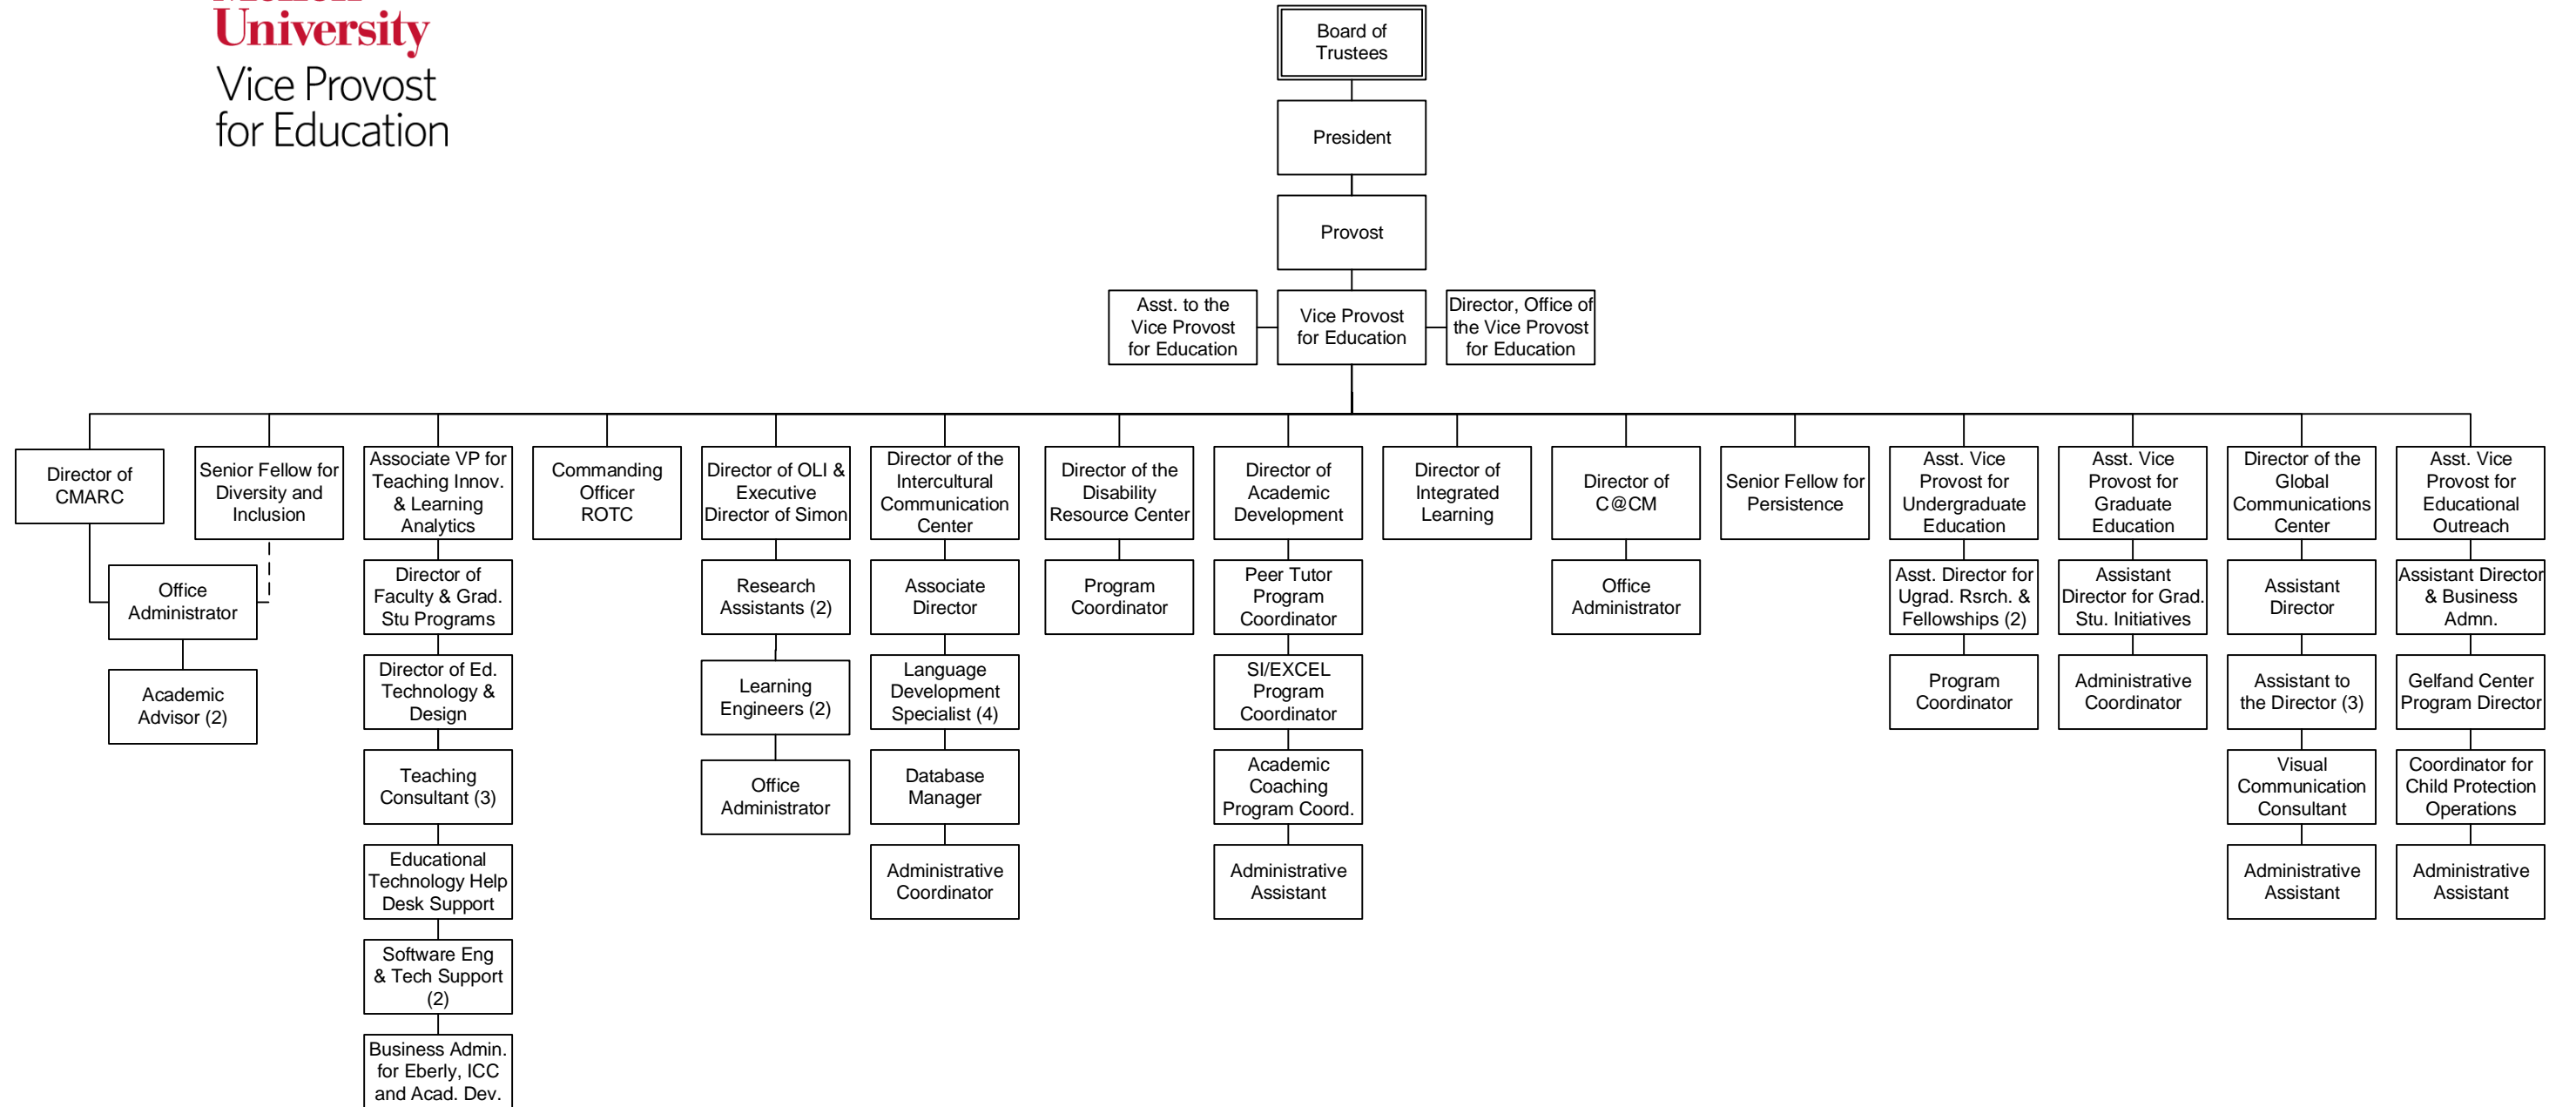 University
Vice Provost
for Education
Board of
Trustees
President
Provost
Asst. to the
Vice Provost
for Education
Vice Provost
for Education
Director, Office of
the Vice Provost
for Education
Director of
CMARC
Senior Fellow for
Diversity and
Inclusion
Associate VP for
Teaching Innov.
& Learning
Analytics
Commanding
Officer
ROTC
Director of OLI &
Executive
Director of Simon
Director of the
Intercultural
Communication
Center
Director of the
Disability
Resource Center
Director of
Academic
Development
Director of
Integrated
Learning
Director of
C@CM
Senior Fellow for
Persistence
Asst. Vice
Provost for
Undergraduate
Education
Asst. Vice
Provost for
Graduate
Education
Director of the
Global
Communications
Center
Asst. Vice
Provost for
Educational
Outreach
Office
Administrator
Director of
Faculty & Grad.
Stu Programs
Research
Assistants (2)
Associate
Director
Program
Coordinator
Peer Tutor
Program
Coordinator
Office
Administrator
Asst. Director for
Ugrad. Rsrch. &
Fellowships (2)
Assistant
Director for Grad.
Stu. Initiatives
Assistant
Director
Assistant Director
& Business
Admn.
Academic
Advisor (2)
Director of Ed.
Technology &
Design
Learning
Engineers (2)
Language
Development
Specialist (4)
SI/EXCEL
Program
Coordinator
Program
Coordinator
Administrative
Coordinator
Assistant to
the Director (3)
Gelfand Center
Program Director
Teaching
Consultant (3)
Office
Administrator
Database
Manager
Academic
Coaching
Program Coord.
Visual
Communication
Consultant
Coordinator for
Child Protection
Operations
Educational
Technology Help
Desk Support
Administrative
Coordinator
Administrative
Assistant
Administrative
Assistant
Administrative
Assistant
Software Eng
& Tech Support
(2)
Business Admin.
for Eberly, ICC
and Acad. Dev.